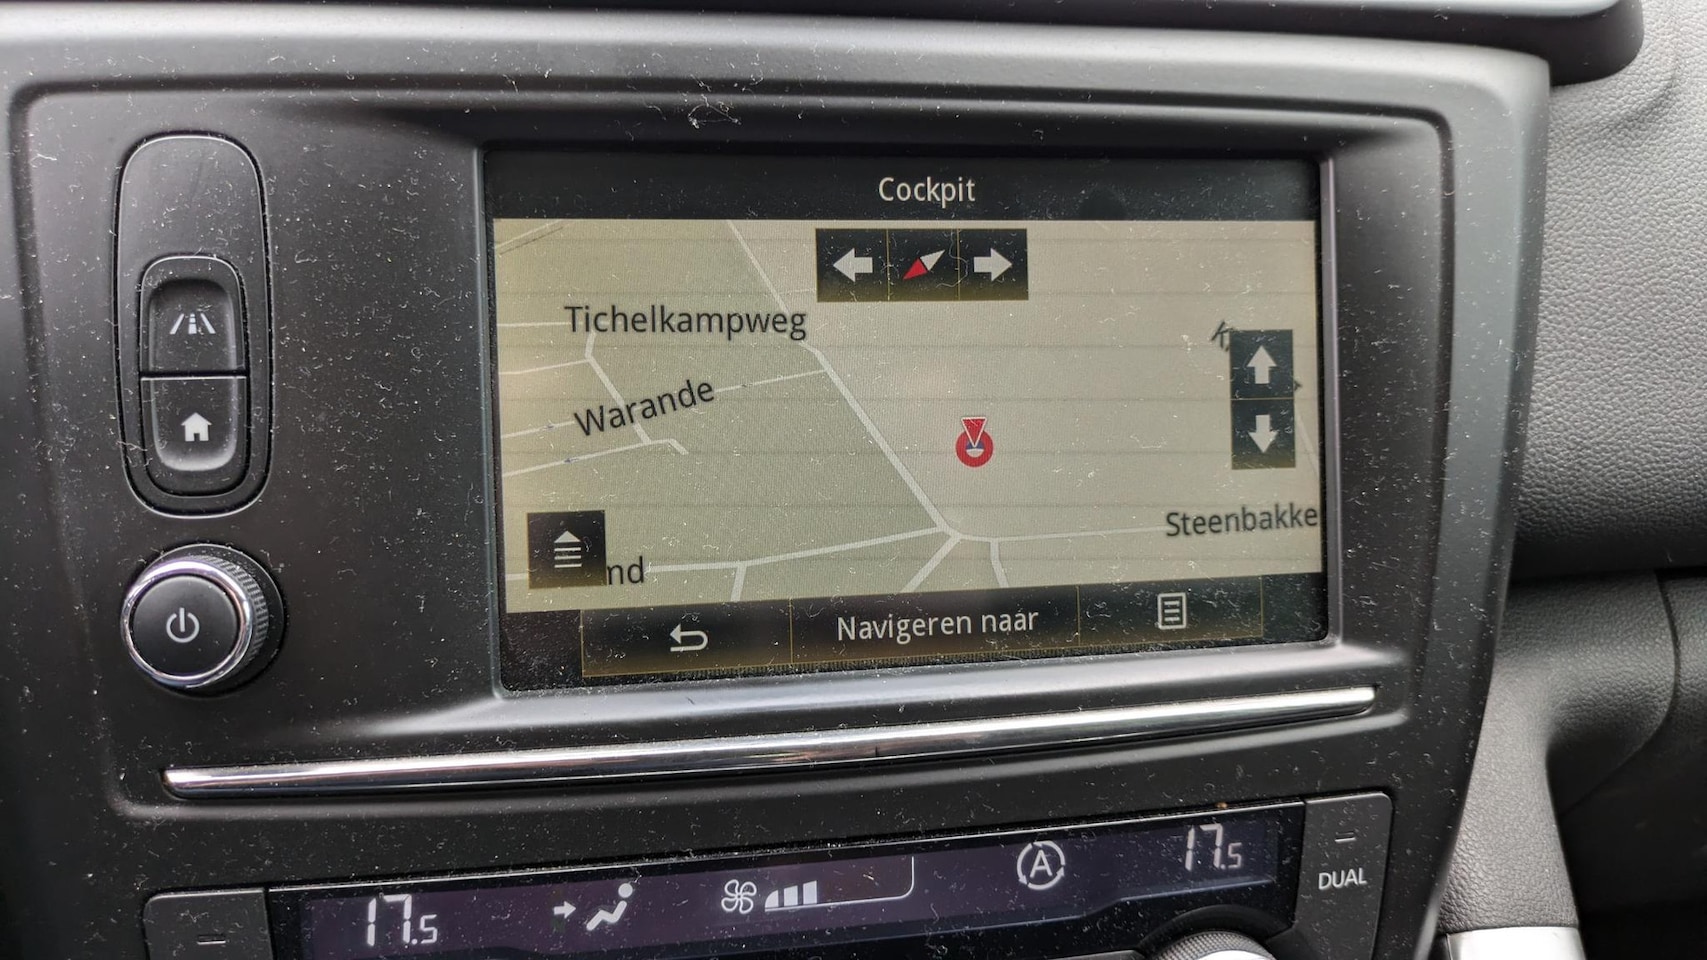 Cockpit
Tichelkampweg
Warande
Steenbakke
nd
Navigeren naar
17.5
A
17.5
DUAL